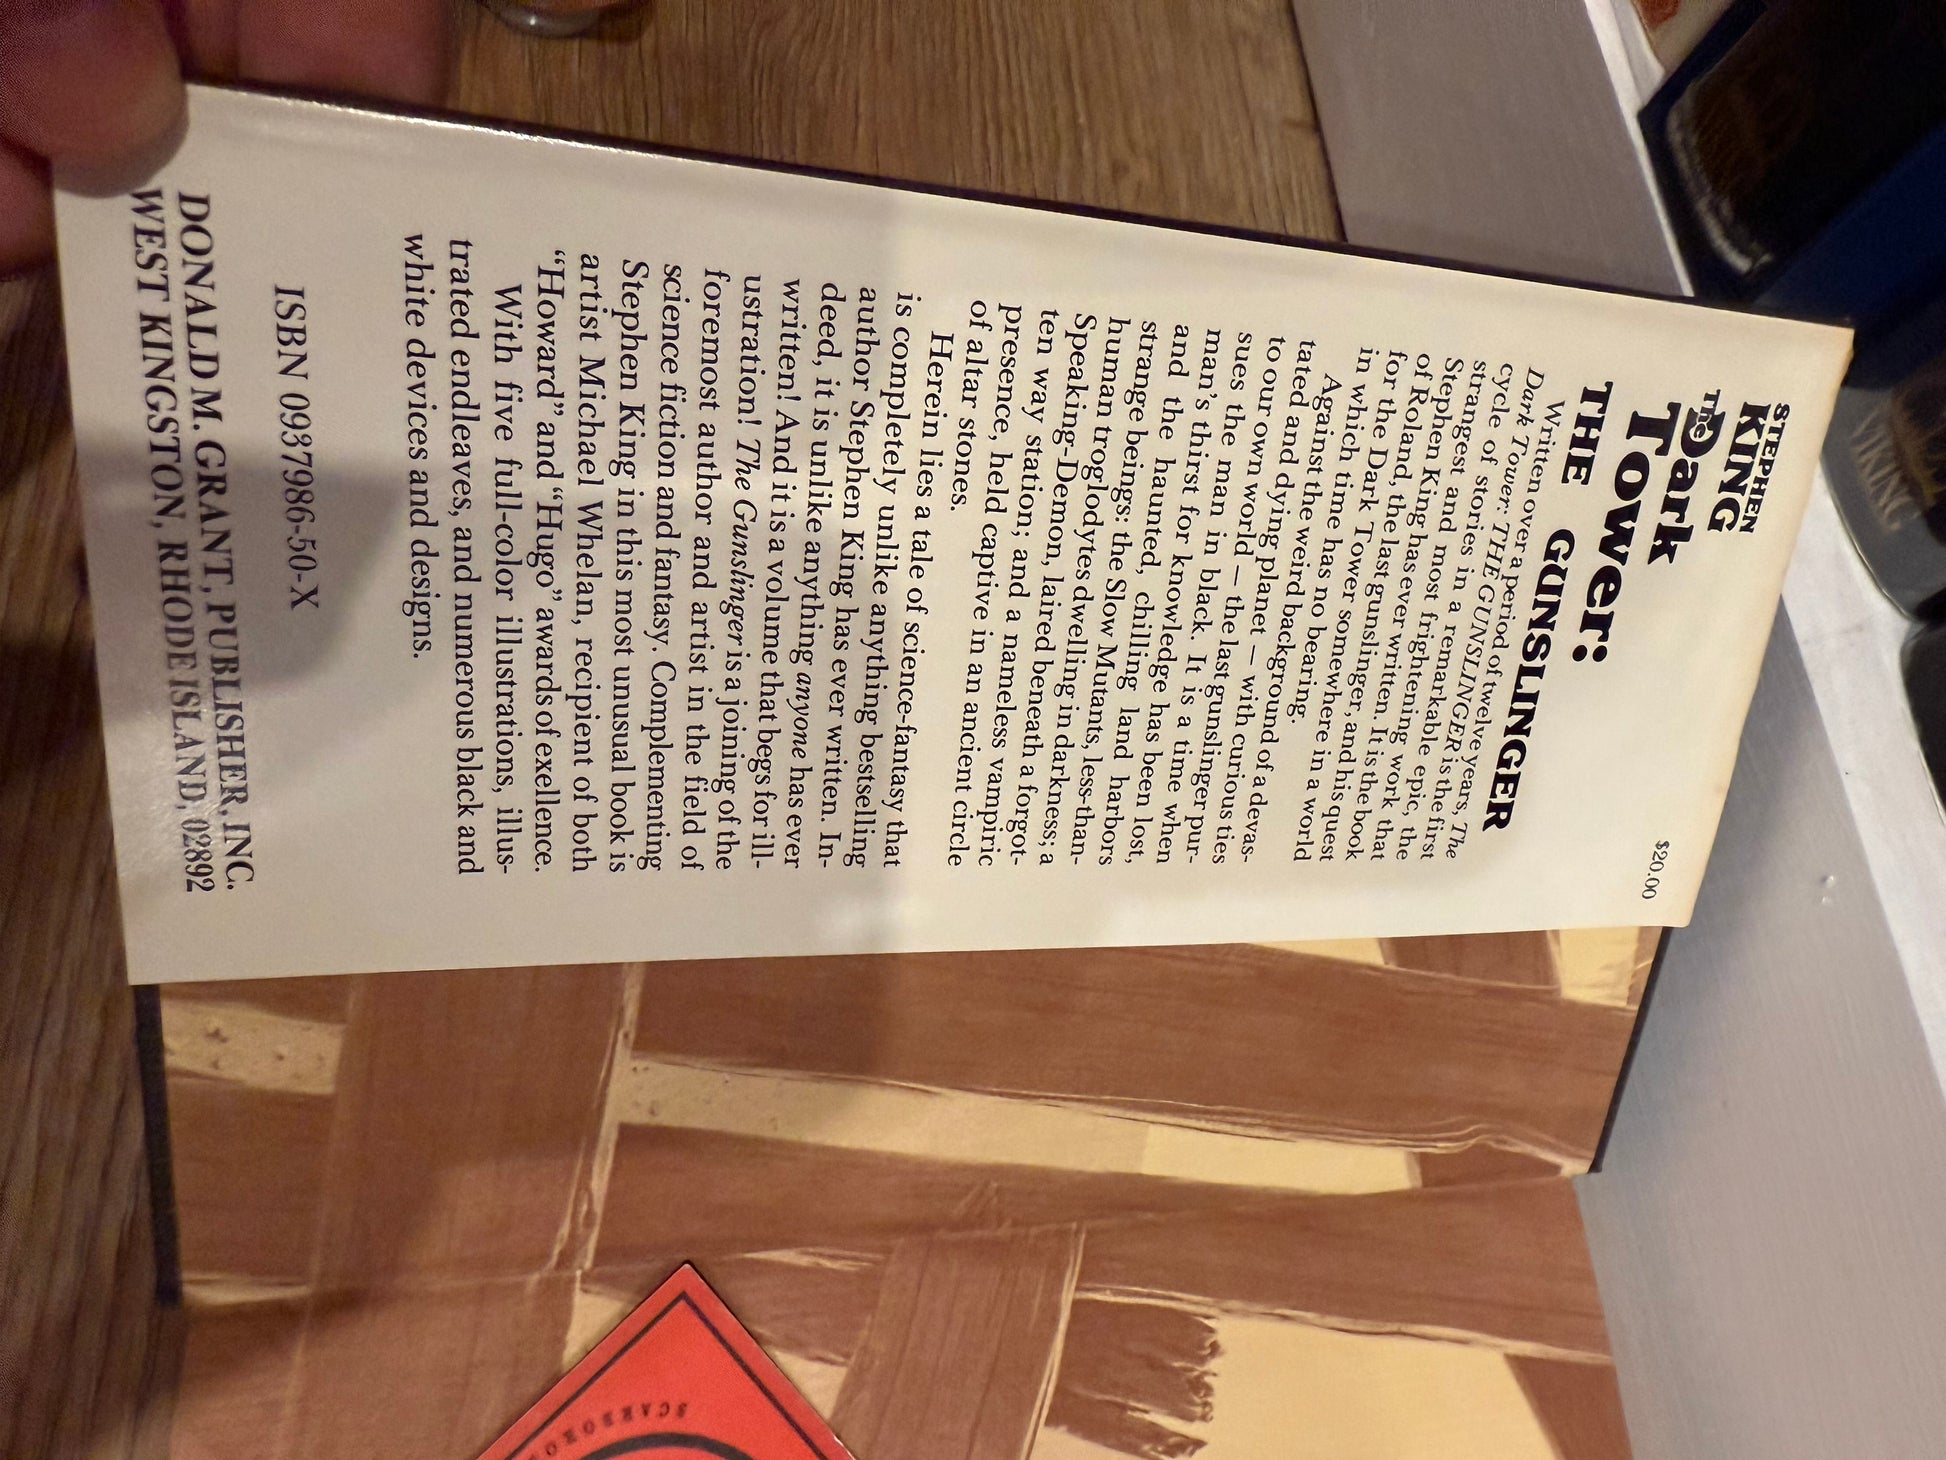 $20.00
STEPHEN
KING
The Dark
Tower:
THE GUNSLINGER
Written over a period of twelve years, The
Dark Tower: THE GUNSLINGER is the first
cycle of stories in a remarkable epic, the
strangest and most frightening work that
Stephen King has ever written. It is the book
of Roland, the last gunslinger, and his quest
for the Dark Tower somewhere in a world
in which time has no bearing.
Against the weird background of a devas-
tated and dying planet — with curious ties
to our own world — the last gunslinger pur-
sues the man in black. It is a time when
man's thirst for knowledge has been lost,
and the haunted, chilling land harbors
strange beings: the Slow Mutants, less-than-
human troglodytes dwelling in darkness; a
Speaking-Demon, laired beneath a forgot-
ten way station; and a nameless vampiric
presence, held captive in an ancient circle
of altar stones.
Herein lies a tale of science-fantasy that
is completely unlike anything bestselling
author Stephen King has ever written. In-
deed, it is unlike anything anyone has ever
written! And it is a volume that begs for ill-
ustration! The Gunslinger is a joining of the
foremost author and artist in the field of
science fiction and fantasy. Complementing
Stephen King in this most unusual book is
artist Michael Whelan, recipient of both
"Howard" and "Hugo" awards of exellence.
With five full-color illustrations, illus-
trated endleaves, and numerous black and
white devices and designs.
ISBN 0937986-50-X
DONALD M. GRANT, PUBLISHER, INC.
WEST KINGSTON, RHODE ISLAND, 02892
VIKING